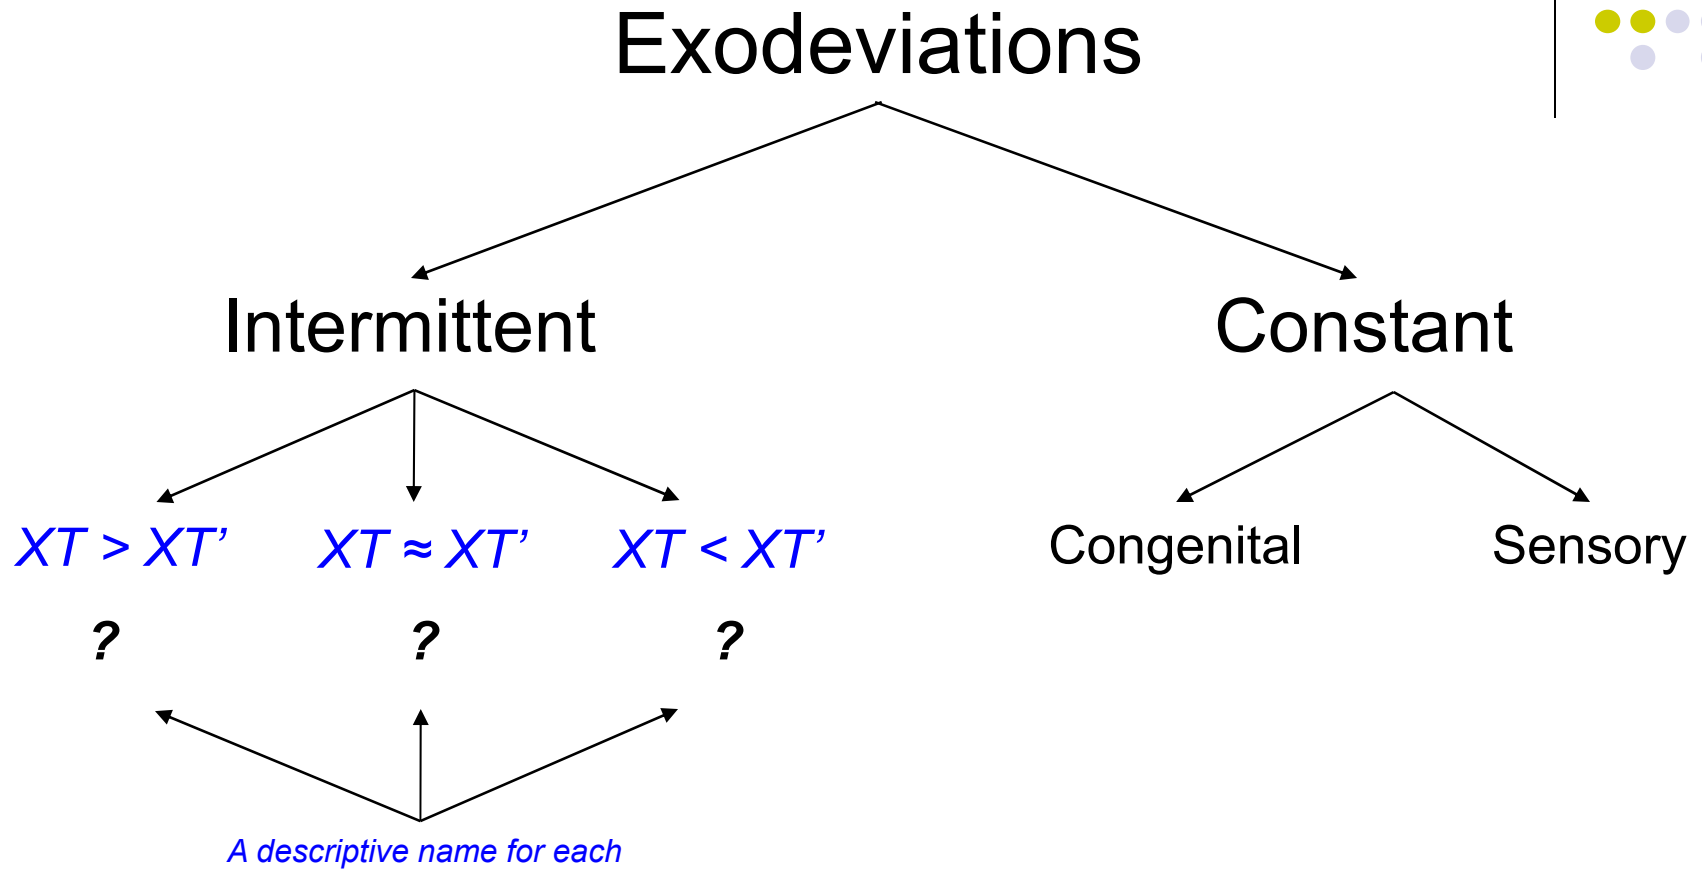 Exodeviations
Intermittent Constant
XT > XT’ XT ≈ XT’ XT < XT’ Congenital Sensory
? ? ?
A descriptive name for each